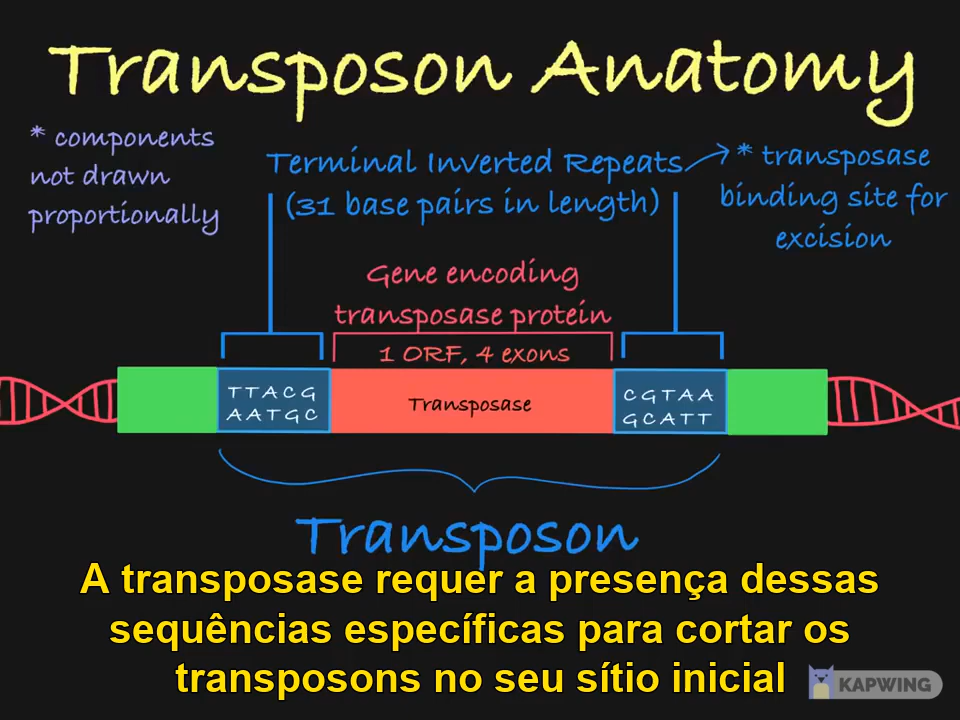 Transposon Anatomy
* components
not drawn
proportionally
Terminal Inverted Repeats
(31 base pairs in length)
* transposase
binding site for
excision
Gene encoding
transposase protein
1 ORF, 4 exons
TTACG
AATGC
Transposase
CGTAA
GCATT
Transposon
A transposase requer a presença dessas
sequências específicas para cortar os
transposons no seu sítio inicial
KAPWING